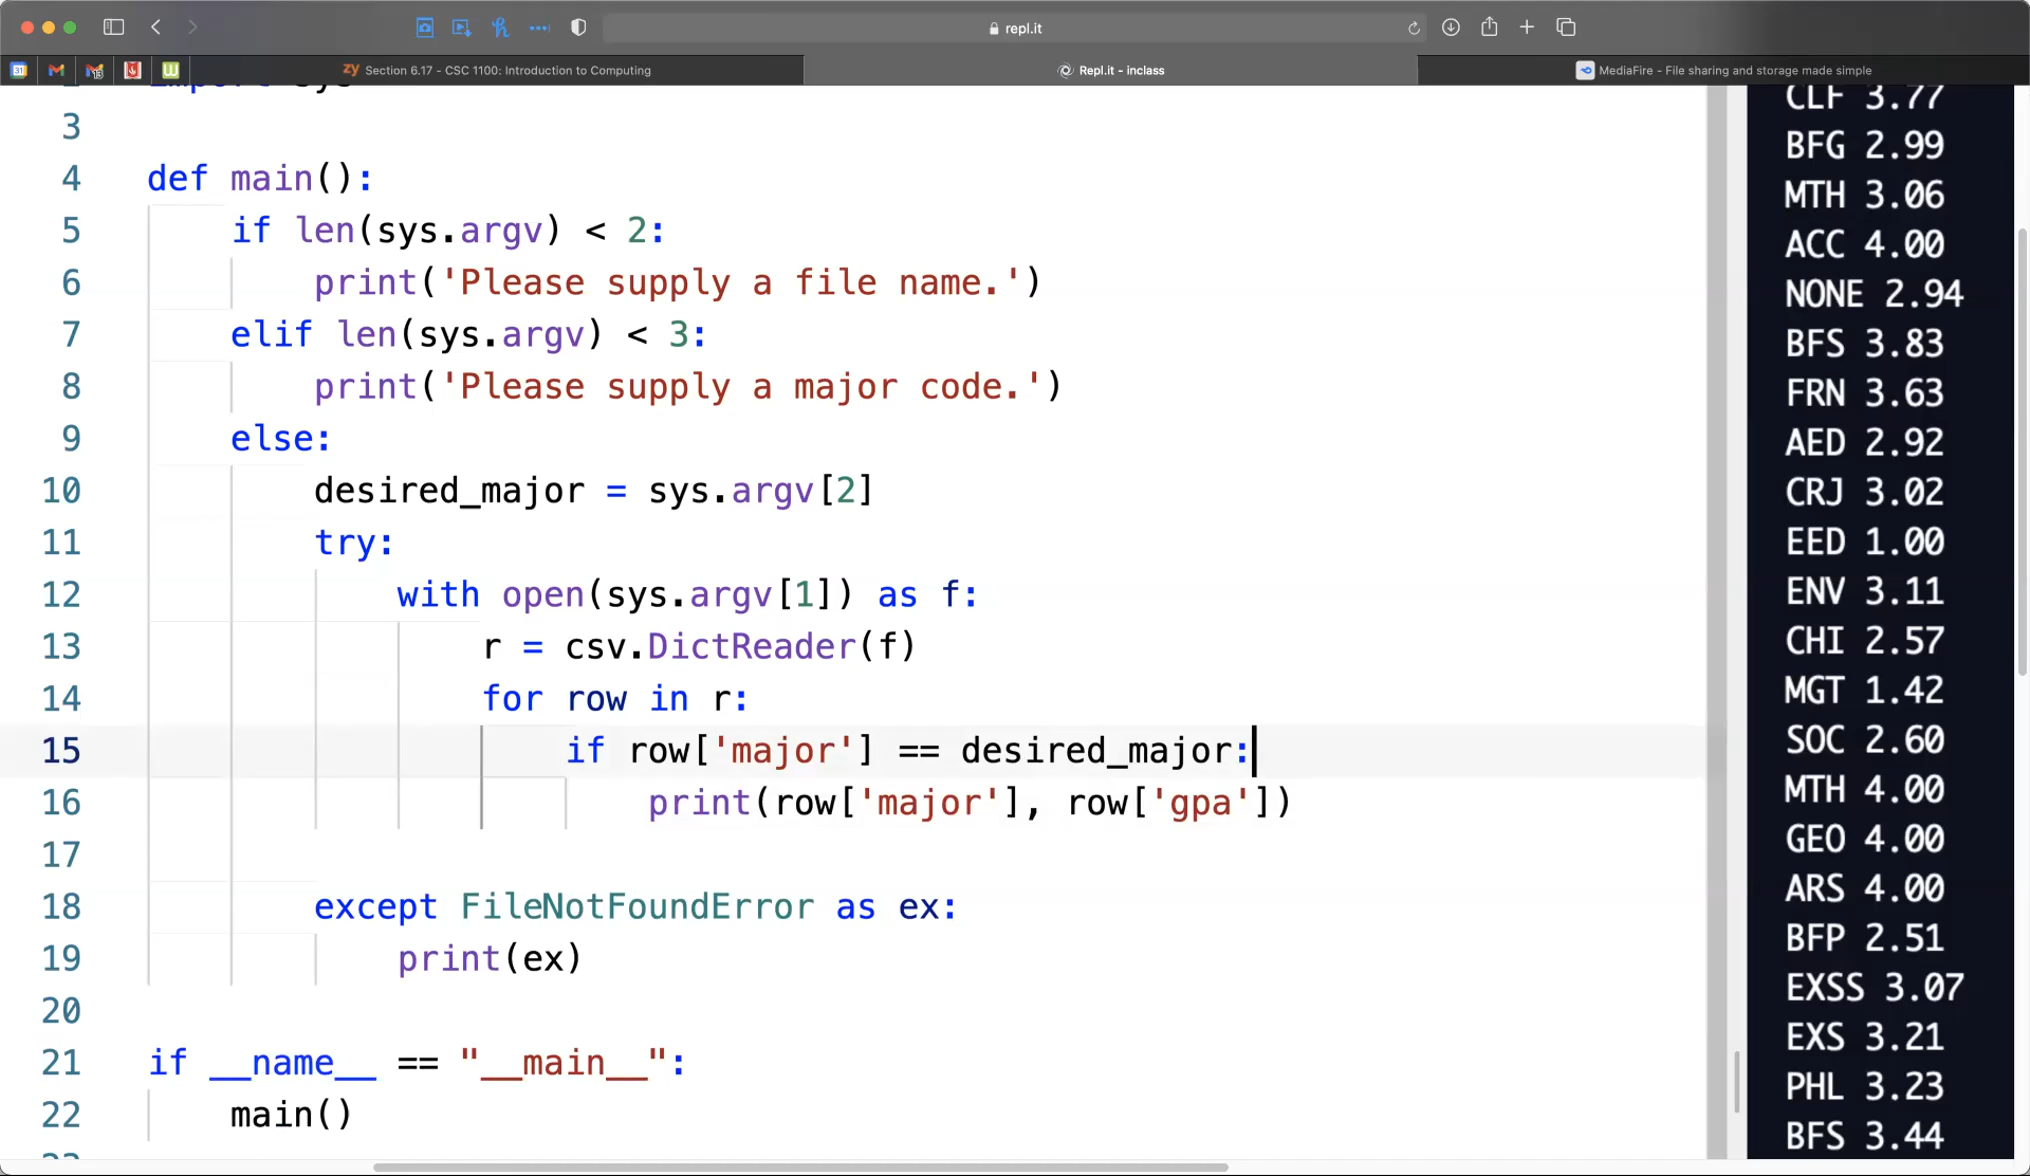 repl.it
31
13
zy Section 6.17 - CSC 1100: Introduction to Computing
Repl.it - inclass
MediaFire - File sharing and storage made simple
2 import sys
3
4 def main():
5 if len(sys.argv) < 2:
6 print('Please supply a file name.')
7 elif len(sys.argv) < 3:
8 print('Please supply a major code.')
9 else:
10 desired_major = sys.argv[2]
11 try:
12 with open(sys.argv[1]) as f:
13 r = csv.DictReader(f)
14 for row in r:
15 if row['major'] == desired_major:
16 print(row['major'], row['gpa'])
17
18 except FileNotFoundError as ex:
19 print(ex)
20
21 if __name__ == "__main__":
22 main()
CLF 3.77
BFG 2.99
MTH 3.06
ACC 4.00
NONE 2.94
BFS 3.83
FRN 3.63
AED 2.92
CRJ 3.02
EED 1.00
ENV 3.11
CHI 2.57
MGT 1.42
SOC 2.60
MTH 4.00
GEO 4.00
ARS 4.00
BFP 2.51
EXSS 3.07
EXS 3.21
PHL 3.23
BFS 3.44